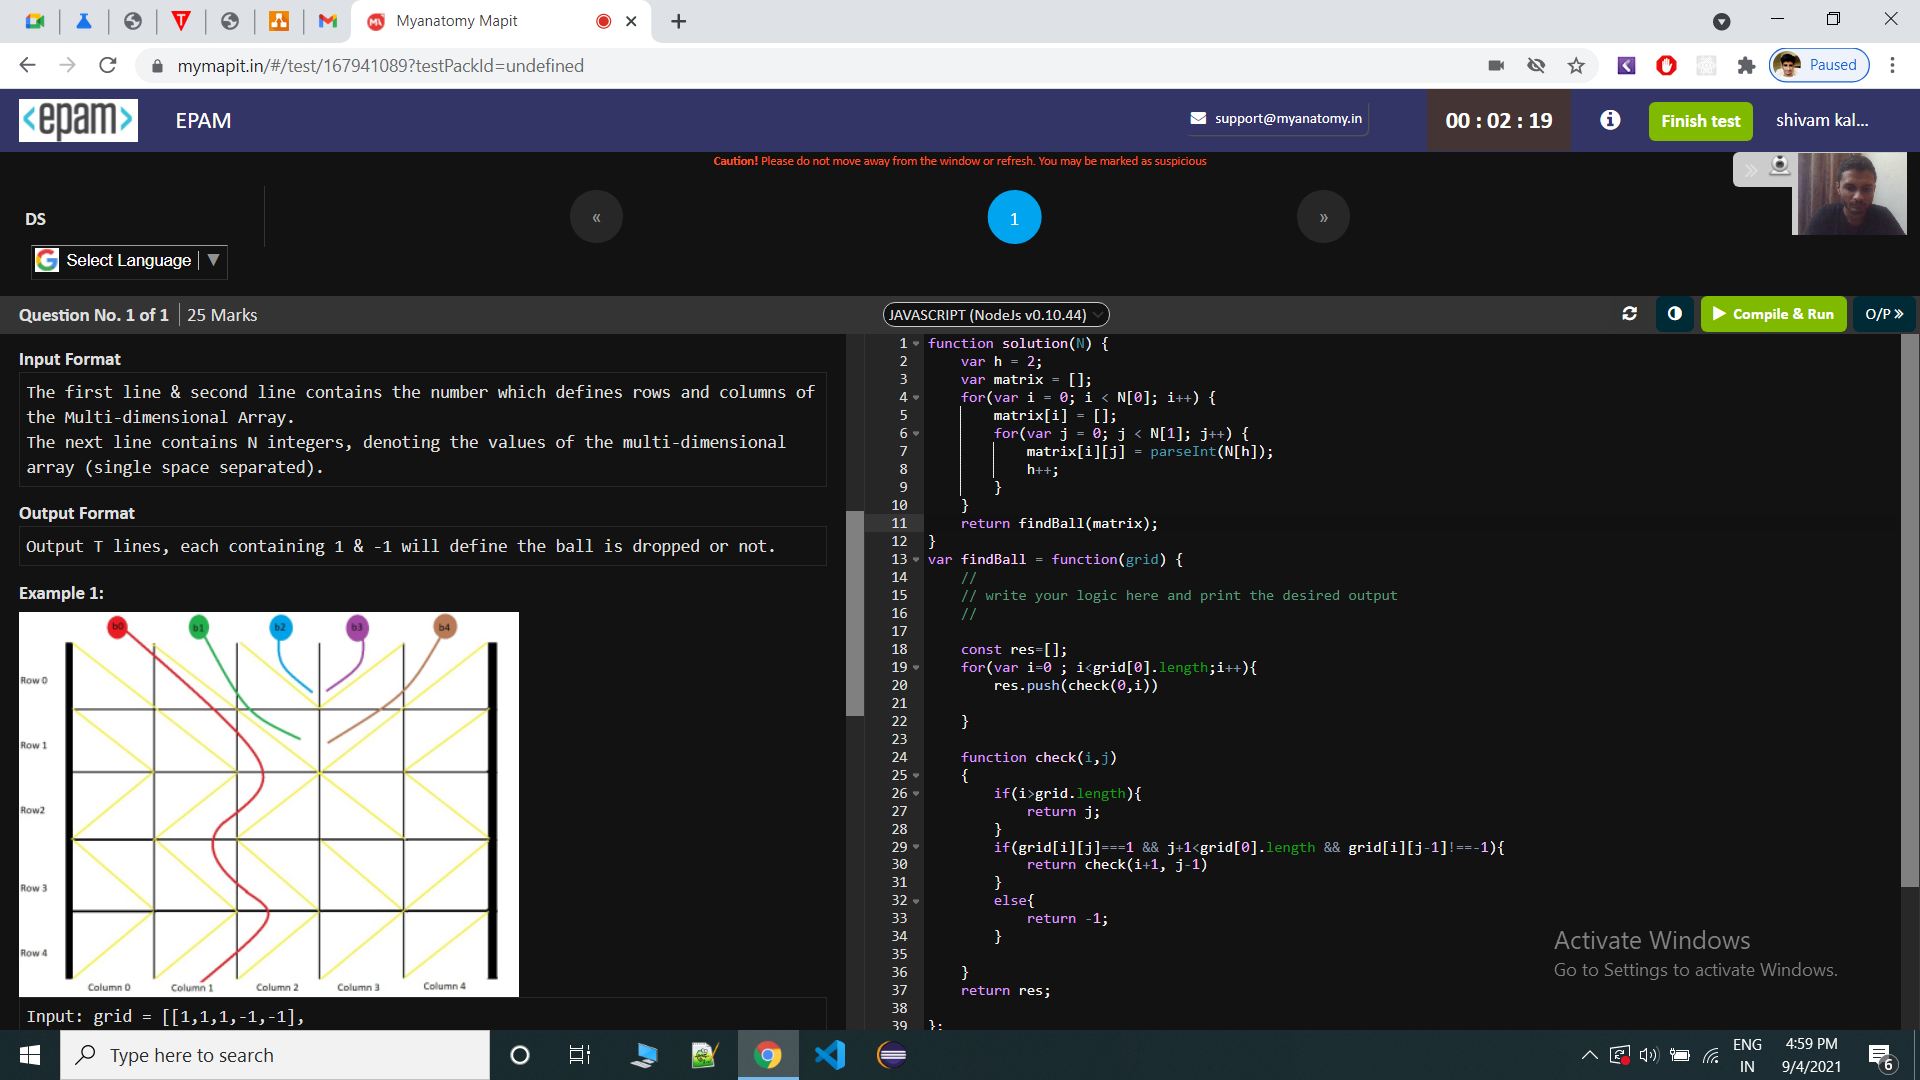 Myanatomy Mapit
mymapit.in/#/test/167941089?testPackId=undefined
Paused
<epam>
EPAM
support@myanatomy.in
00 : 02 : 19
Finish test
shivam kal...
Caution! Please do not move away from the window or refresh. You may be marked as suspicious
DS
«
1
»
Select Language
Question No. 1 of 1
25 Marks
JAVASCRIPT (NodeJs v0.10.44)
Compile & Run
O/P »
Input Format
The first line & second line contains the number which defines rows and columns of
the Multi-dimensional Array.
The next line contains N integers, denoting the values of the multi-dimensional
array (single space separated).
Output Format
Output T lines, each containing 1 & -1 will define the ball is dropped or not.
Example 1:
b0 b1 b2 b3 b4
Row 0
Row 1
Row2
Row 3
Row 4
Column 0 Column 1 Column 2 Column 3 Column 4
Input: grid = [[1,1,1,-1,-1],
1 function solution(N) {
2 var h = 2;
3 var matrix = [];
4 for(var i = 0; i < N[0]; i++) {
5 matrix[i] = [];
6 for(var j = 0; j < N[1]; j++) {
7 matrix[i][j] = parseInt(N[h]);
8 h++;
9 }
10 }
11 return findBall(matrix);
12 }
13 var findBall = function(grid) {
14 //
15 // write your logic here and print the desired output
16 //
17
18 const res=[];
19 for(var i=0 ; i<grid[0].length;i++){
20 res.push(check(0,i))
21
22 }
23
24 function check(i,j)
25 {
26 if(i>grid.length){
27 return j;
28 }
29 if(grid[i][j]===1 && j+1<grid[0].length && grid[i][j-1]!==-1){
30 return check(i+1, j-1)
31 }
32 else{
33 return -1;
34 }
35
36 }
37 return res;
38
39 };
Activate Windows
Go to Settings to activate Windows.
Type here to search
ENG
IN
4:59 PM
9/4/2021
6